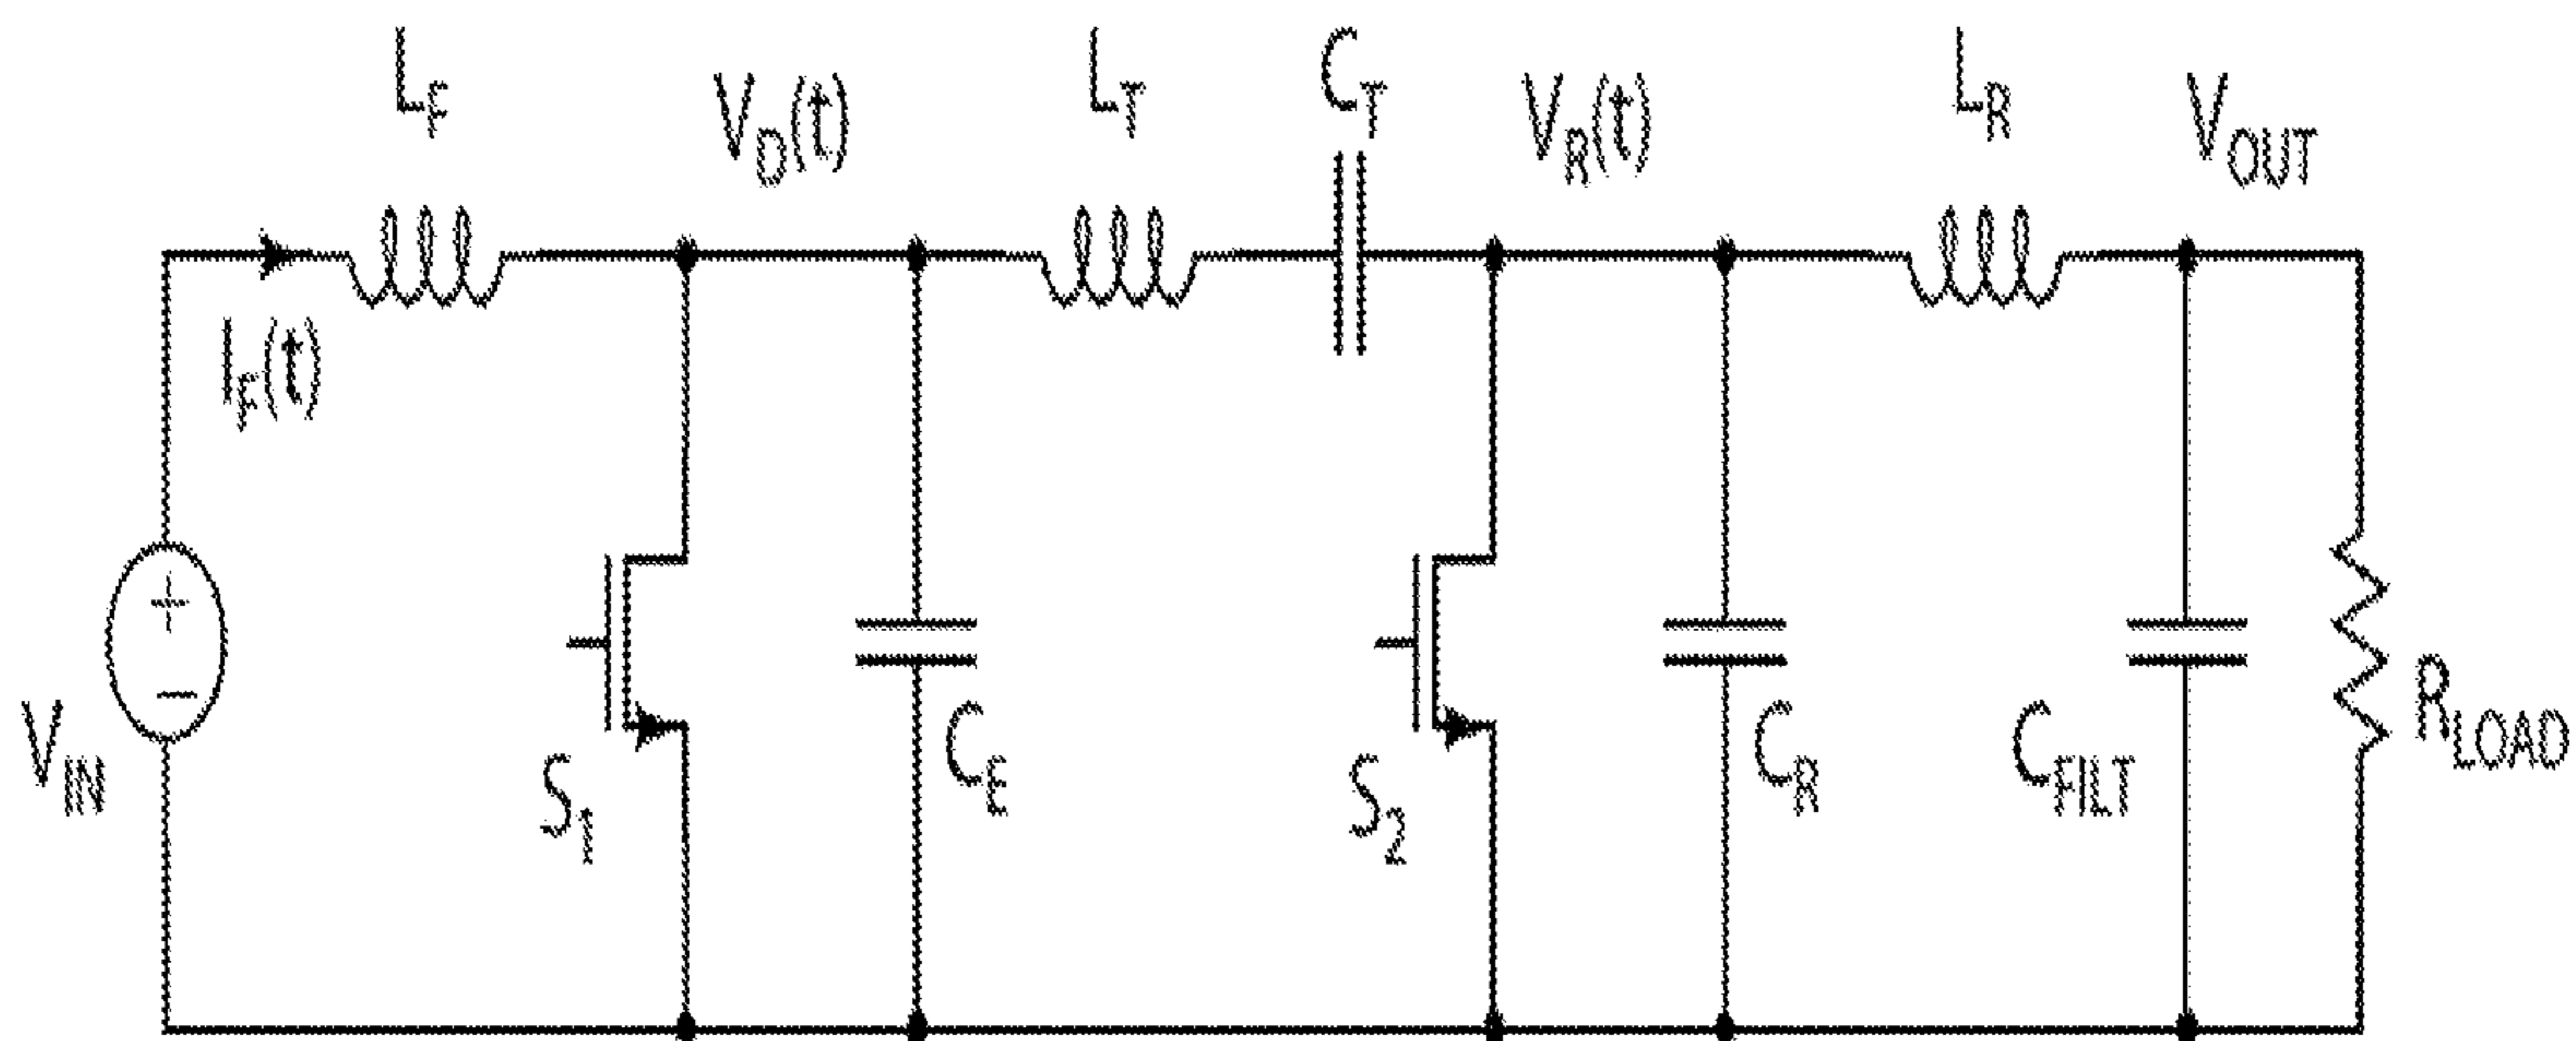 L_F
V_D(t)
L_T
C_T
V_R(t)
L_R
V_OUT
I_F(t)
+
−
V_IN
S_1
C_E
S_2
C_R
C_FILT
R_LOAD